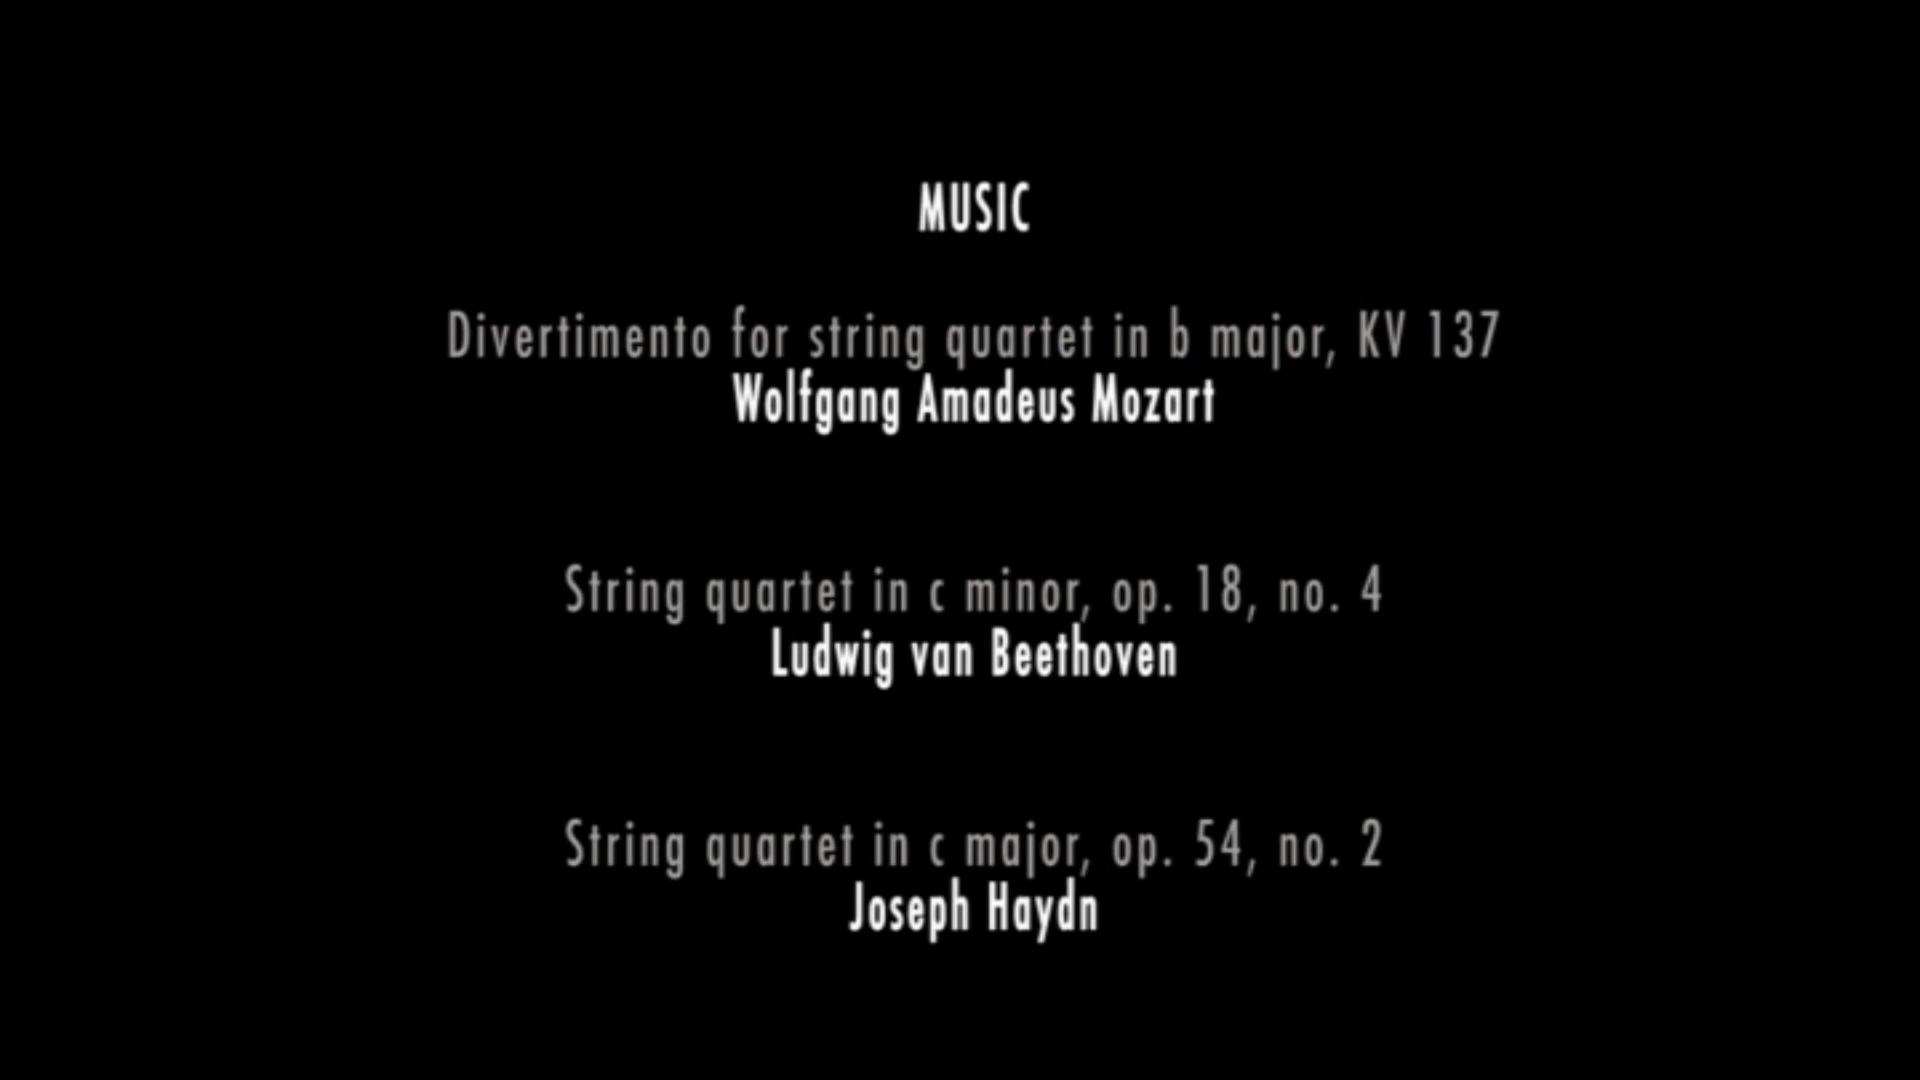 MUSIC
Divertimento for string quartet in b major, KV 137
Wolfgang Amadeus Mozart
String quartet in c minor, op. 18, no. 4
Ludwig van Beethoven
String quartet in c major, op. 54, no. 2
Joseph Haydn